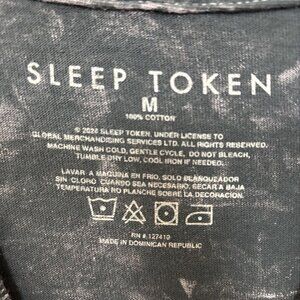 SLEEP TOKEN
M
100% COTTON
© 2024 SLEEP TOKEN, UNDER LICENSE TO
GLOBAL MERCHANDISING SERVICES LTD. ALL RIGHTS RESERVED.
MACHINE WASH COLD, GENTLE CYCLE. DO NOT BLEACH,
TUMBLE DRY LOW, COOL IRON IF NEEDED.
LAVAR A MAQUINA EN FRIO, SOLO BLANQUEADOR
SIN CLORO CUANDO SEA NECESARIO, SECAR A BAJA
TEMPERATURA NO PLANCHE SOBRE LA DECORACION.
RN #.127410
MADE IN DOMINICAN REPUBLIC